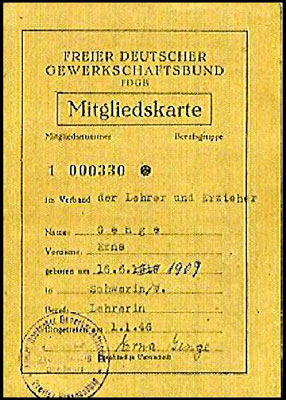 FREIER DEUTSCHER
GEWERKSCHAFTSBUND
FDGB
Mitgliedskarte
Mitgliedsnummer Berufsgruppe
1 000330
im Verband der Lehrer und Erzieher
Name: Genge
Vorname: Erna
geboren am 16.6. 1909
in Schwerin/W.
Beruf: Lehrerin
Eingetreten am 1.1.46
Erna Genge